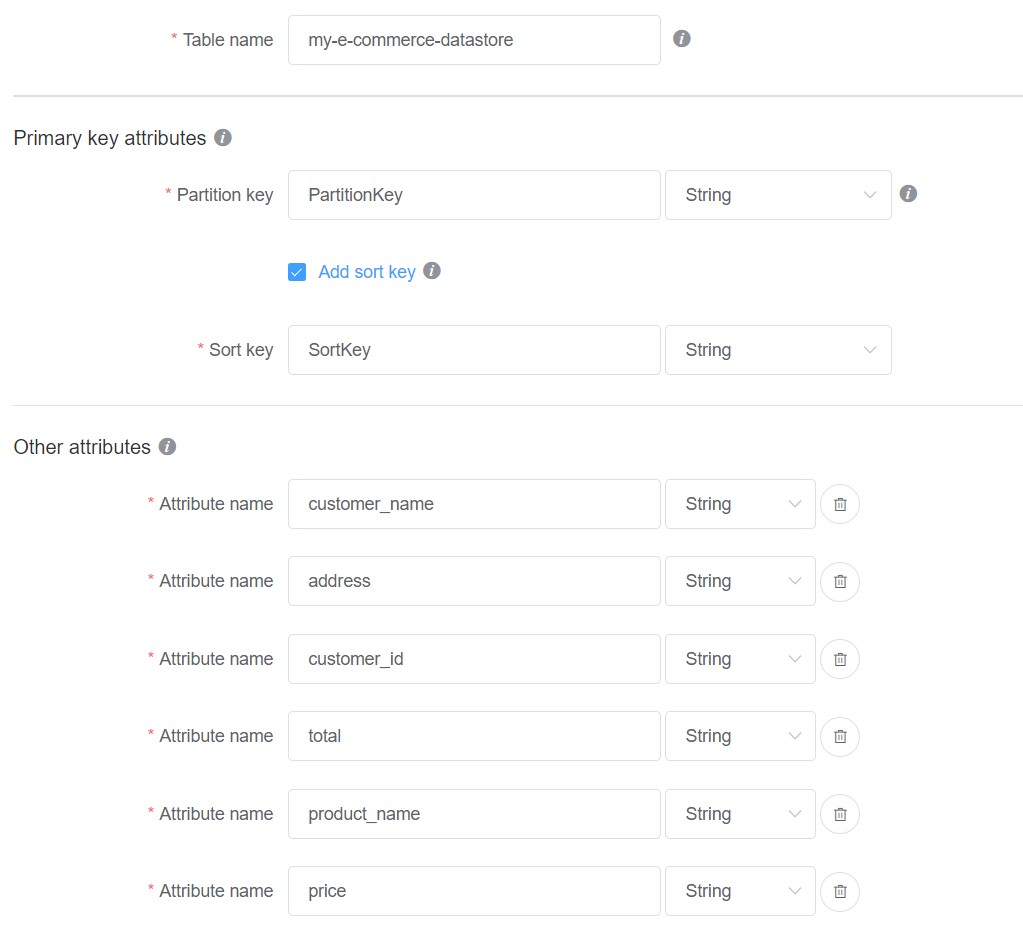 * Table name my-e-commerce-datastore
Primary key attributes
* Partition key PartitionKey String
Add sort key
* Sort key SortKey String
Other attributes
* Attribute name customer_name String
* Attribute name address String
* Attribute name customer_id String
* Attribute name total String
* Attribute name product_name String
* Attribute name price String